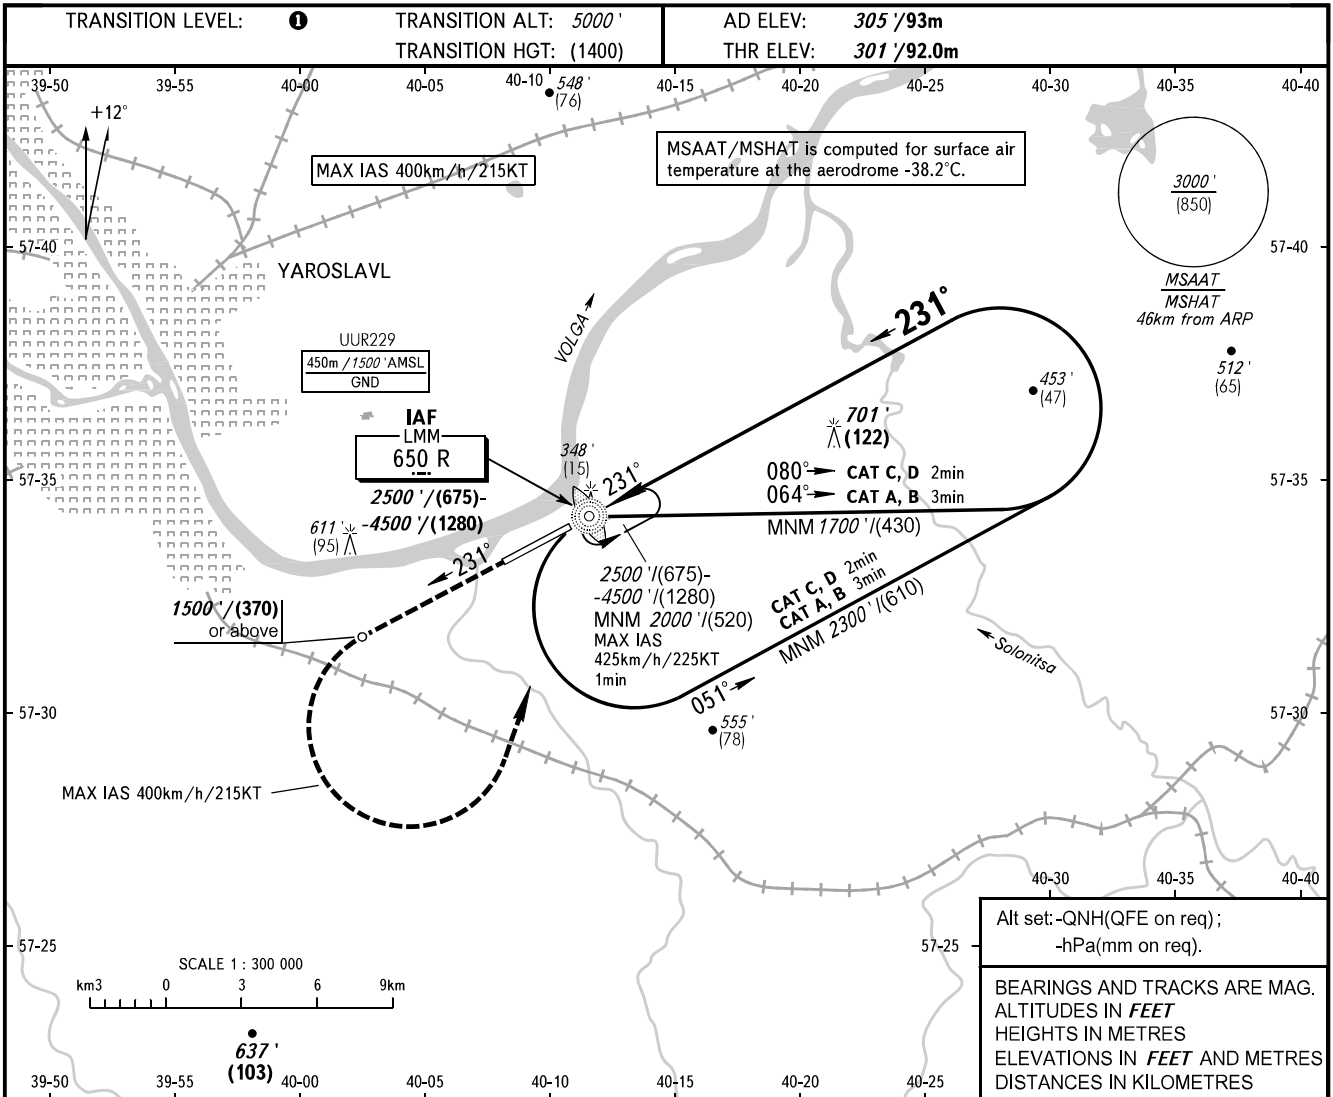 TRANSITION LEVEL: 1 TRANSITION ALT: 5000 '
TRANSITION HGT: (1400)
AD ELEV: 305 '/93m
THR ELEV: 301 '/92.0m
39-50 39-55 40-00 40-05 40-10 40-15 40-20 40-25 40-30 40-35 40-40
548 '
(76)
+12°
MAX IAS 400km/h/215KT
MSAAT/MSHAT is computed for surface air
temperature at the aerodrome -38.2°C.
3000 '
(850)
MSAAT
MSHAT
46km from ARP
57-40 57-40
YAROSLAVL
VOLGA
UUR229
450m /1500 'AMSL
GND
231°
512 '
(65)
453 '
(47)
IAF
LMM
650 R
2500 '/(675)-
-4500 '/(1280)
701 '
(122)
348 '
(15)
231°
57-35 57-35
080° CAT C, D 2min
064° CAT A, B 3min
MNM 1700 '/(430)
611 '
(95)
231°
2500 '/(675)-
-4500 '/(1280)
MNM 2000 '/(520)
MAX IAS
425km/h/225KT
1min
CAT C, D 2min
CAT A, B 3min
MNM 2300 '/(610)
1500 '/(370)
or above
Solonitsa
051°
57-30 57-30
555 '
(78)
MAX IAS 400km/h/215KT
40-30 40-35 40-40
57-25 57-25
Alt set:-QNH(QFE on req);
-hPa(mm on req).
SCALE 1 : 300 000
km3 0 3 6 9km
BEARINGS AND TRACKS ARE MAG.
ALTITUDES IN FEET
HEIGHTS IN METRES
ELEVATIONS IN FEET AND METRES
DISTANCES IN KILOMETRES
637 '
(103)
39-50 39-55 40-00 40-05 40-10 40-15 40-20 40-25